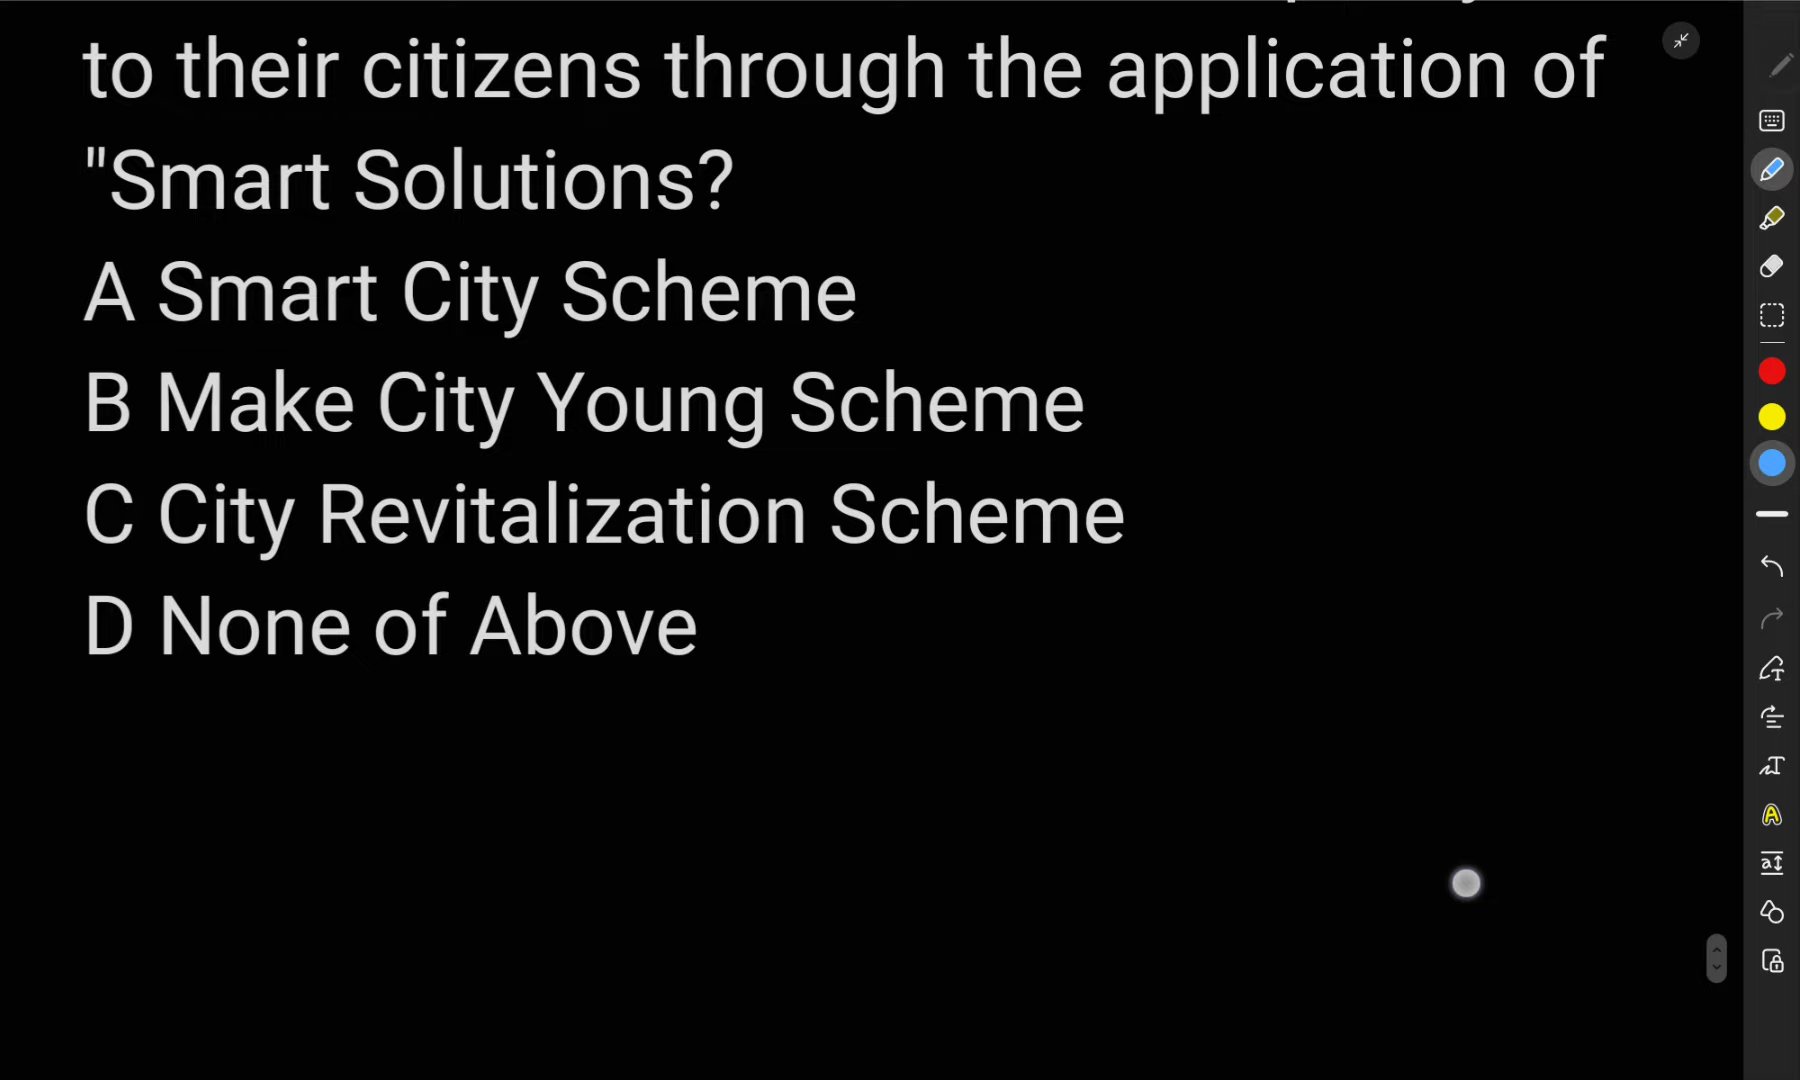 to their citizens through the application of
"Smart Solutions?
A Smart City Scheme
B Make City Young Scheme
C City Revitalization Scheme
D None of Above